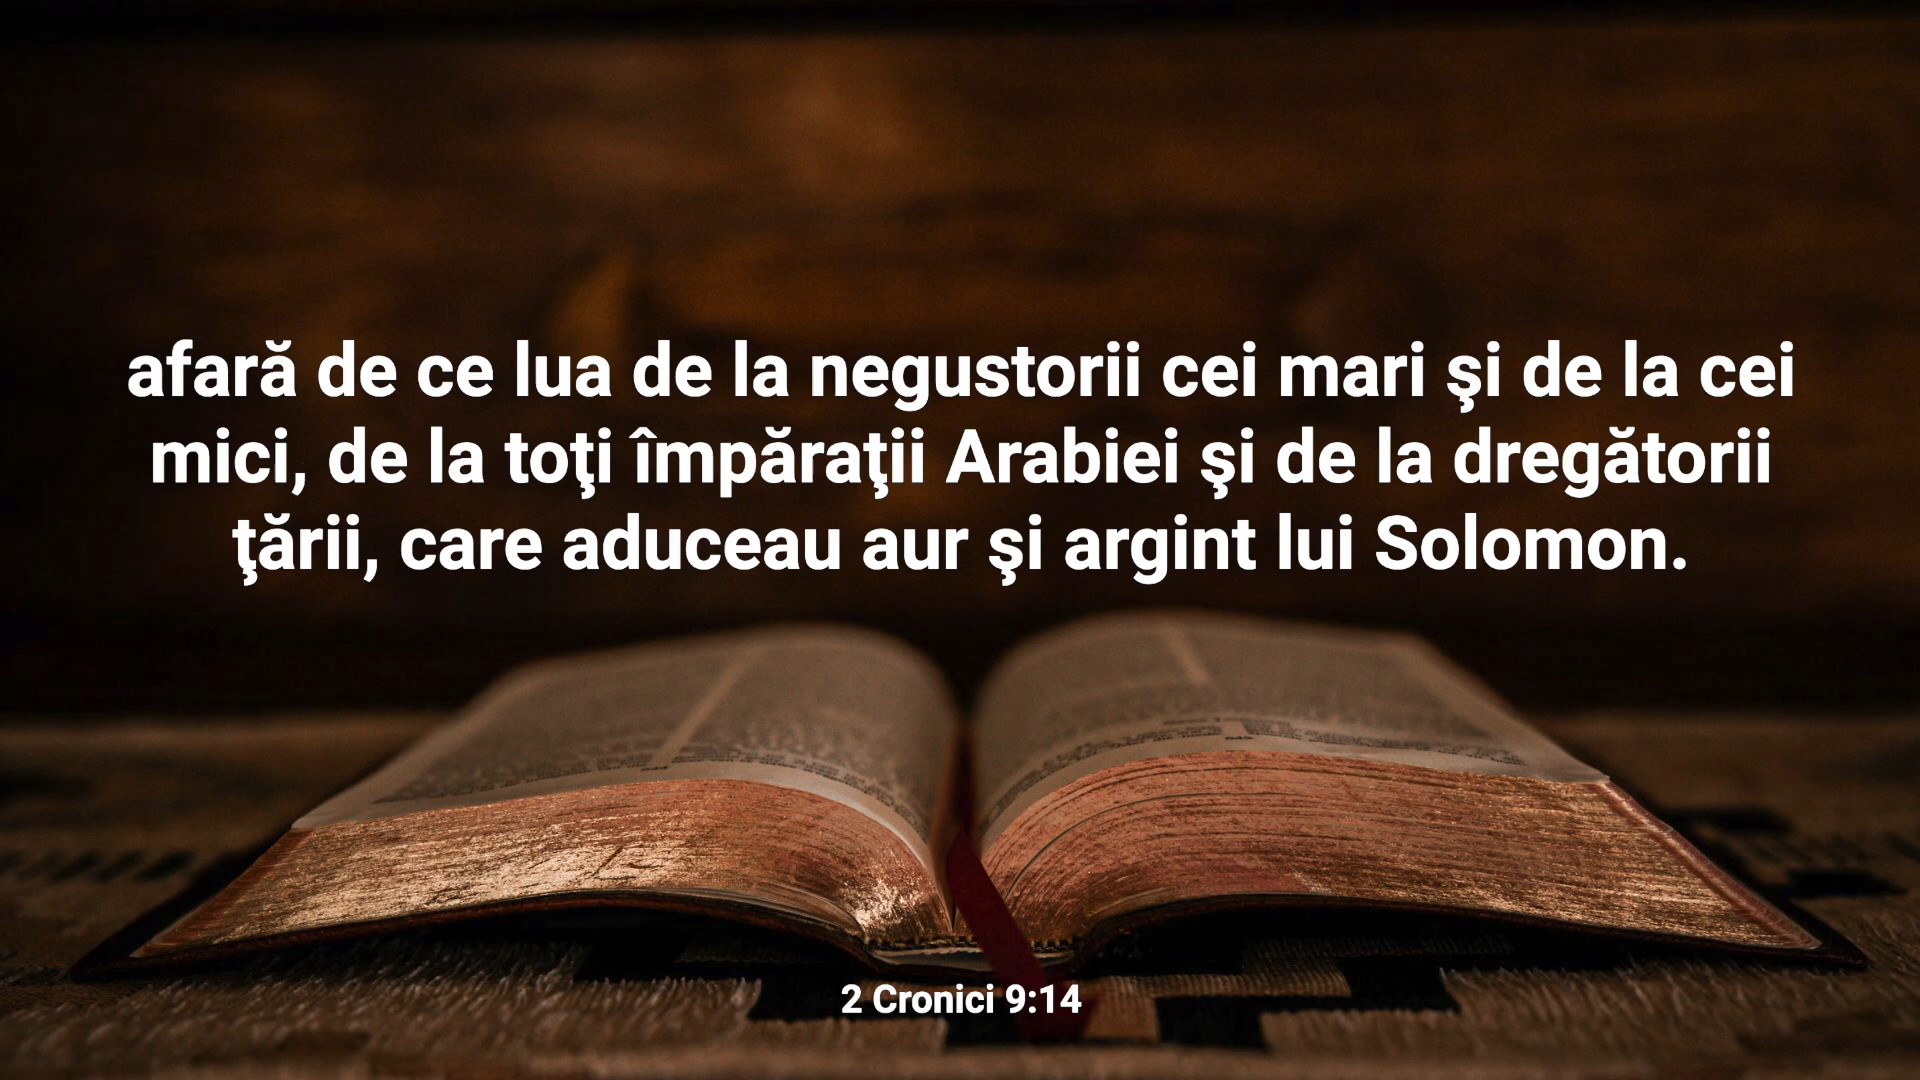 afară de ce lua de la negustorii cei mari şi de la cei
mici, de la toţi împăraţii Arabiei şi de la dregătorii
ţării, care aduceau aur şi argint lui Solomon.
2 Cronici 9:14